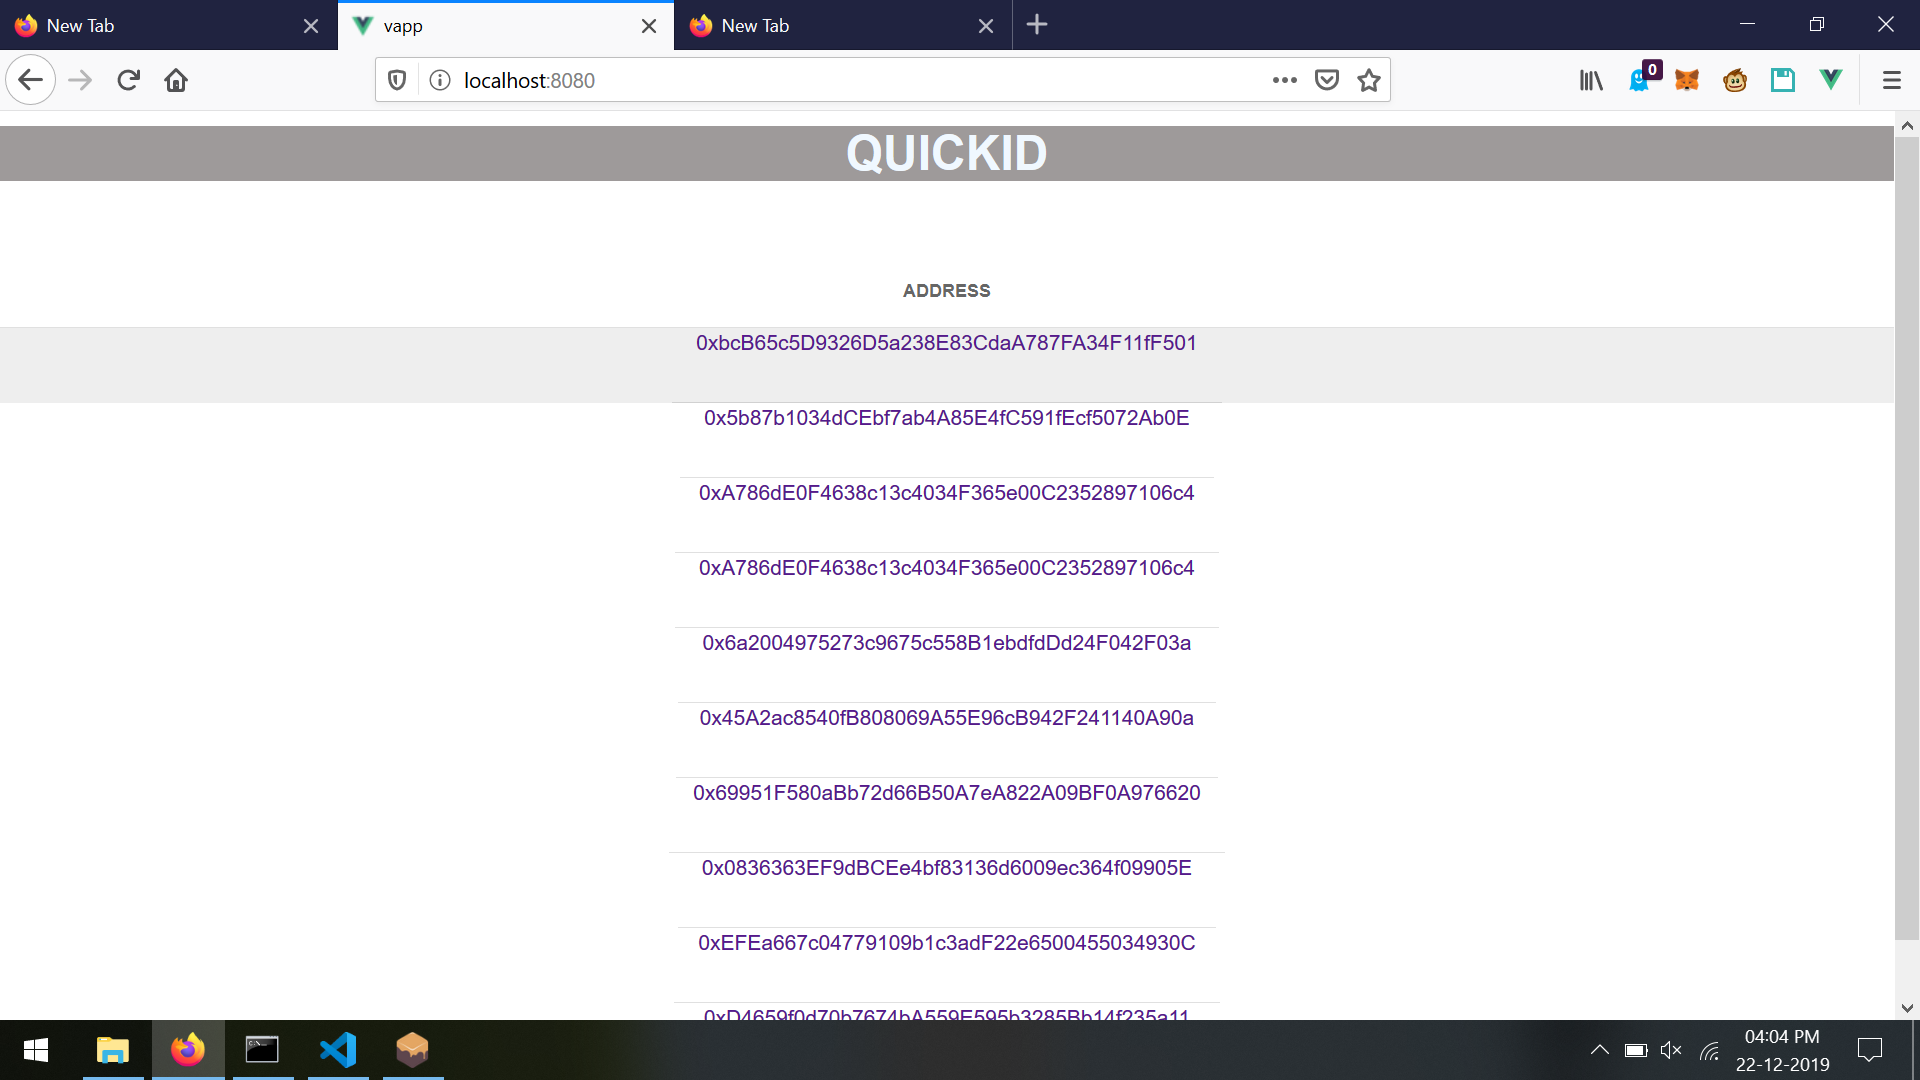 New Tab
vapp
New Tab
localhost:8080
0
QUICKID
ADDRESS
0xbcB65c5D9326D5a238E83CdaA787FA34F11fF501
0x5b87b1034dCEbf7ab4A85E4fC591fEcf5072Ab0E
0xA786dE0F4638c13c4034F365e00C2352897106c4
0xA786dE0F4638c13c4034F365e00C2352897106c4
0x6a2004975273c9675c558B1ebdfdDd24F042F03a
0x45A2ac8540fB808069A55E96cB942F241140A90a
0x69951F580aBb72d66B50A7eA822A09BF0A976620
0x0836363EF9dBCEe4bf83136d6009ec364f09905E
0xEFEa667c04779109b1c3adF22e6500455034930C
0xD4659f0d70b7674bA559E595b3285Bb14f235a11
04:04 PM
22-12-2019